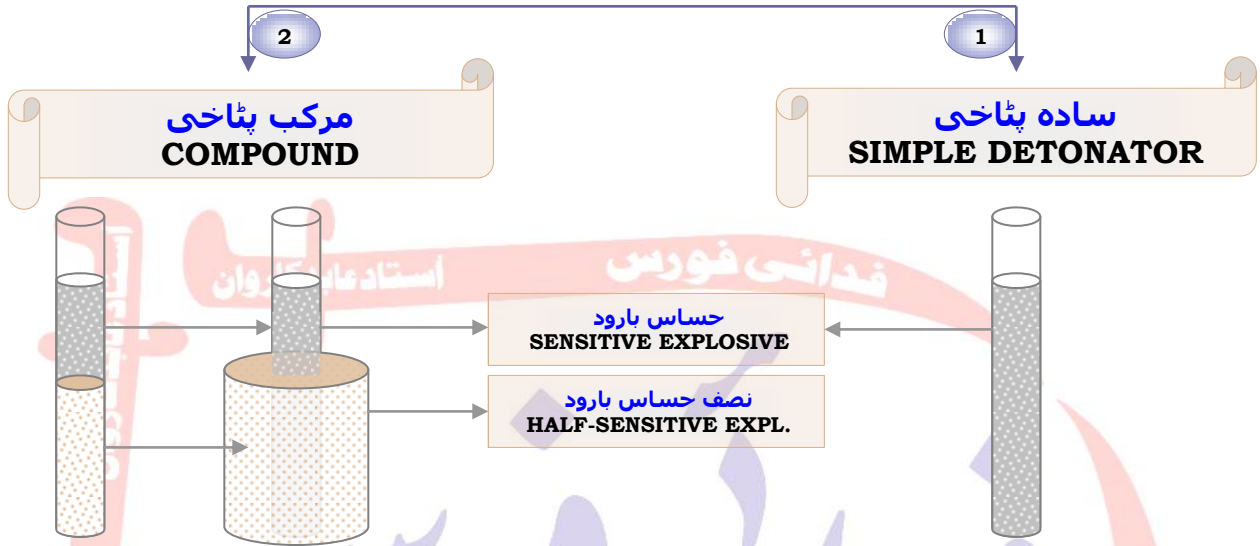 2
1
مرکب پٹاخی
COMPOUND
سادہ پٹاخی
SIMPLE DETONATOR
فدائی فورس
اُستاد عابد کاروان
حساس بارود
SENSITIVE EXPLOSIVE
نصف حساس بارود
HALF-SENSITIVE EXPL.